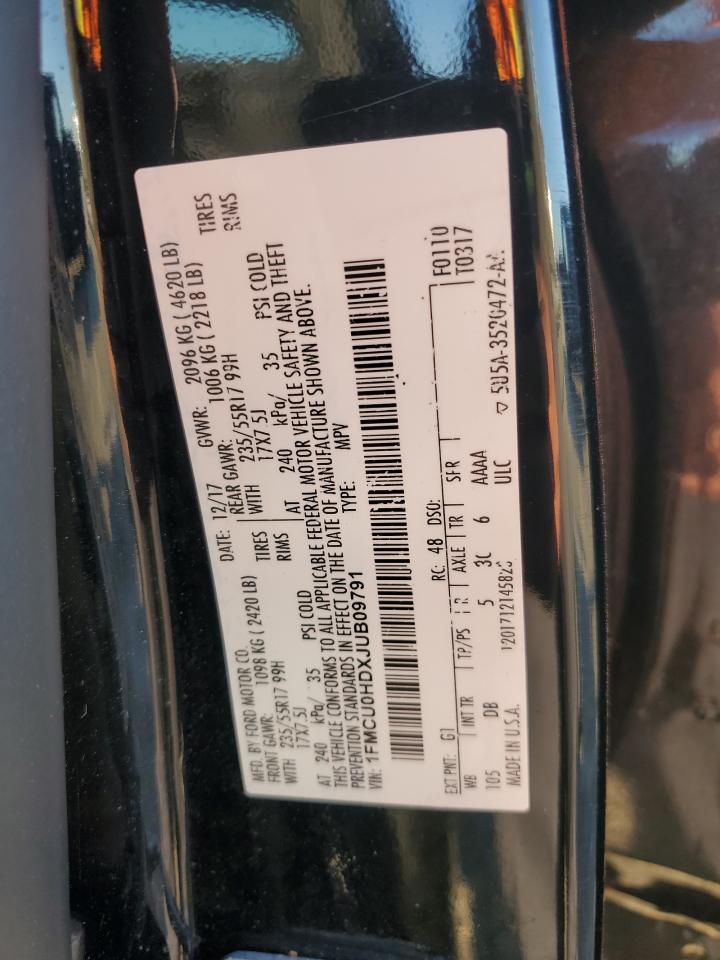 MFD. BY FORD MOTOR CO.
DATE: 12/17 GVWR: 2096 KG ( 4620 LB)
FRONT GAWR: 1098 KG ( 2420 LB)
REAR GAWR: 1006 KG ( 2218 LB)
WITH 235/55R17 99H TIRES
WITH 235/55R17 99H TIRES
17X7.5J RIMS
17X7.5J RIMS
AT 240 kPa/ 35 PSI COLD
AT 240 kPa/ 35 PSI COLD
THIS VEHICLE CONFORMS TO ALL APPLICABLE FEDERAL MOTOR VEHICLE SAFETY AND THEFT
PREVENTION STANDARDS IN EFFECT ON THE DATE OF MANUFACTURE SHOWN ABOVE.
VIN: 1FMCU0HDXJUB09791 TYPE: MPV
F0110
T0317
EXT PNT: G1 RC: 48 DSO:
WB INT TR TP/PS R AXLE TR SFR
105 DB 5 3C 6 AAAA
MADE IN U.S.A. ULC